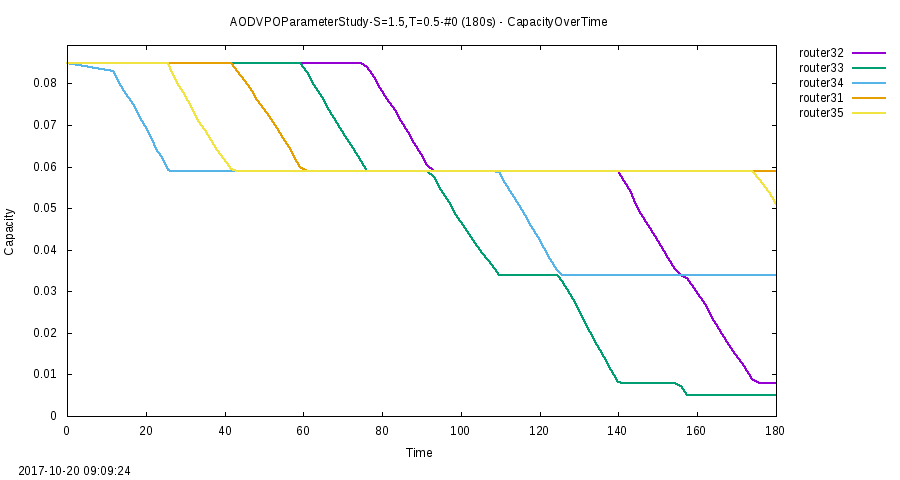 AODVPOParameterStudy-S=1.5,T=0.5-#0 (180s) - CapacityOverTime
router32
router33
router34
router31
router35
Capacity
0.08
0.07
0.06
0.05
0.04
0.03
0.02
0.01
0
0 20 40 60 80 100 120 140 160 180
Time
2017-10-20 09:09:24